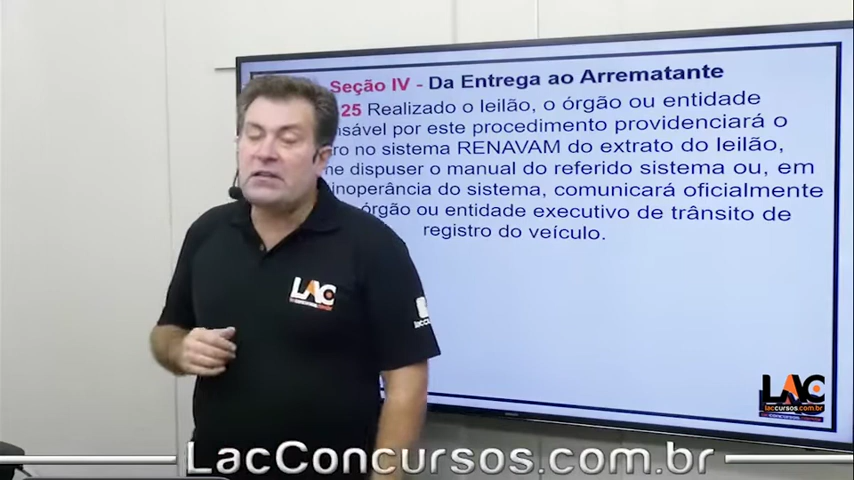 Seção IV - Da Entrega ao Arrematante
25 Realizado o leilão, o órgão ou entidade
por este procedimento providenciará o
no sistema RENAVAM do extrato do leilão,
dispuser o manual do referido sistema ou, em
inoperância do sistema, comunicará oficialmente
órgão ou entidade executivo de trânsito de
registro do veículo.
LAC
LAC
laccursos.com.br
LacConcursos.com.br